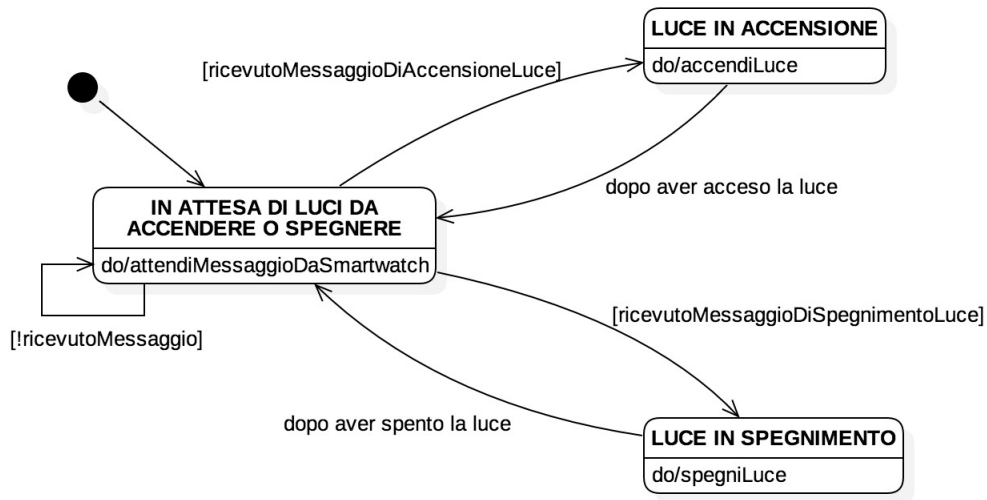 LUCE IN ACCENSIONE
do/accendiLuce
[ricevutoMessaggioDiAccensioneLuce]
dopo aver acceso la luce
IN ATTESA DI LUCI DA
ACCENDERE O SPEGNERE
do/attendiMessaggioDaSmartwatch
[!ricevutoMessaggio]
[ricevutoMessaggioDiSpegnimentoLuce]
dopo aver spento la luce
LUCE IN SPEGNIMENTO
do/spegniLuce